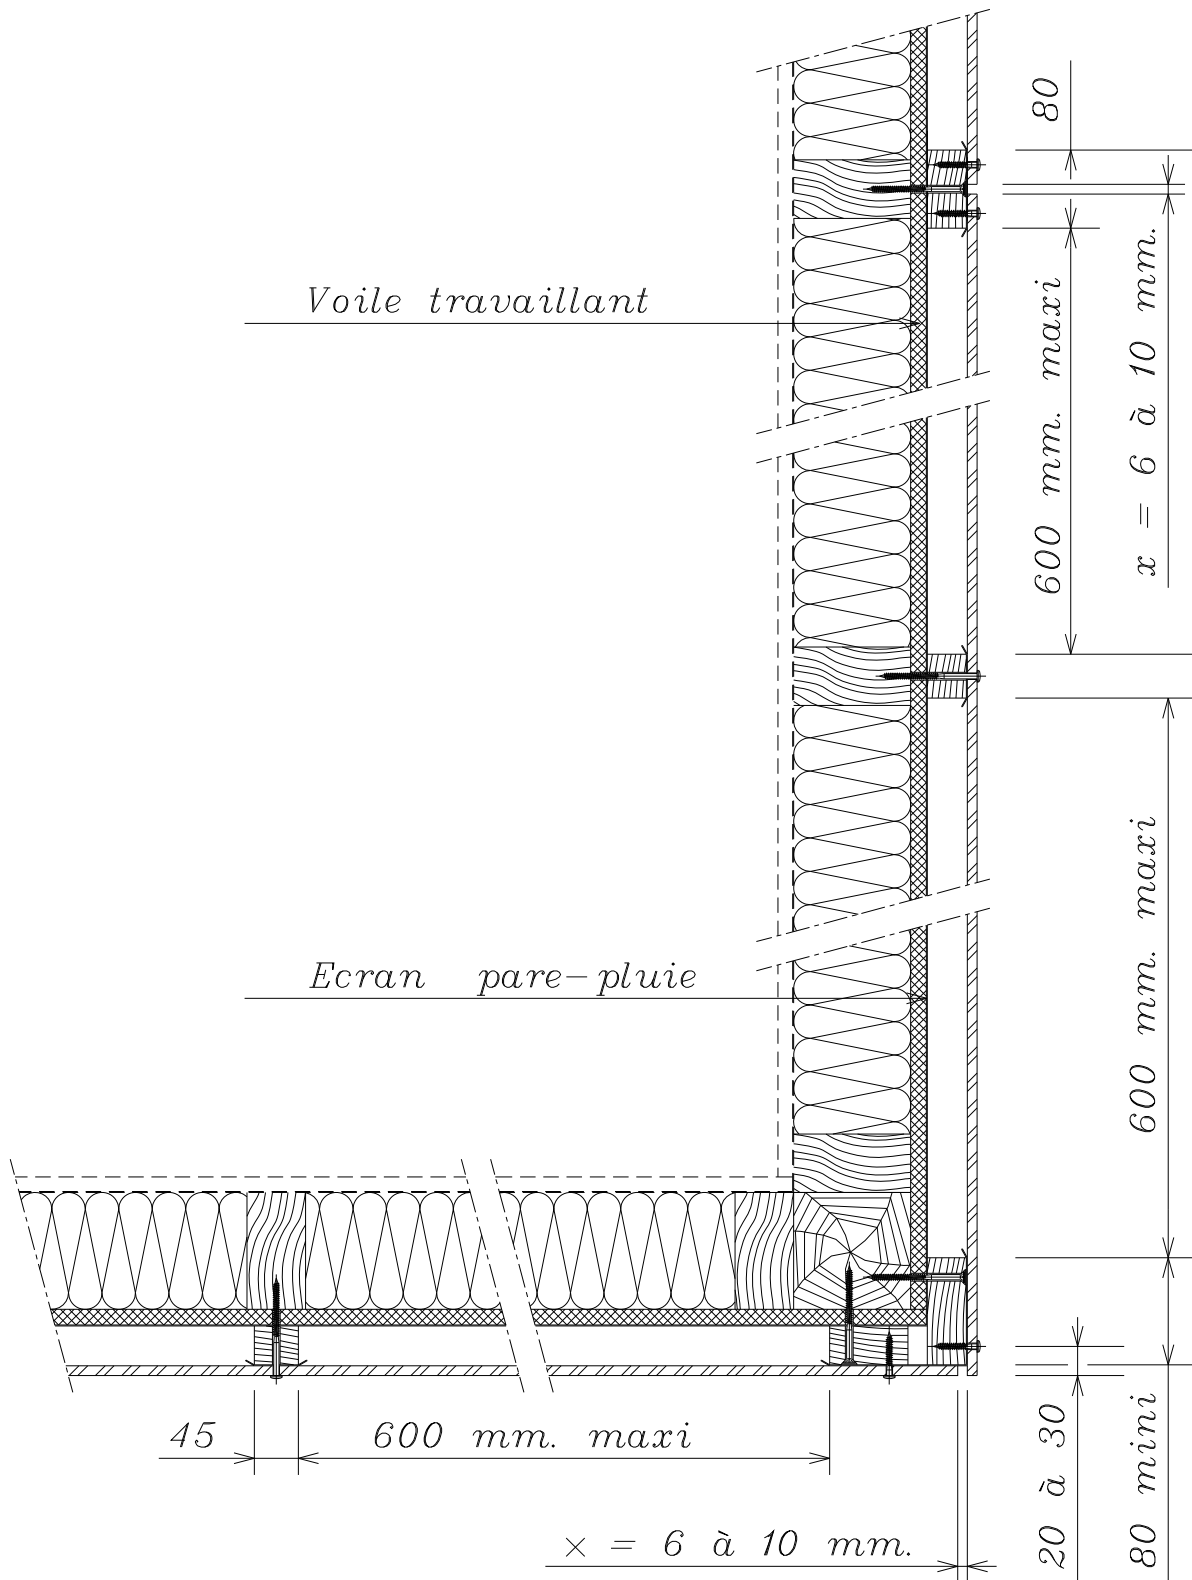 80
Voile travaillant
600 mm. maxi
x = 6 à 10 mm.
Ecran pare-pluie
600 mm. maxi
45
600 mm. maxi
20 à 30
80 mini
x = 6 à 10 mm.